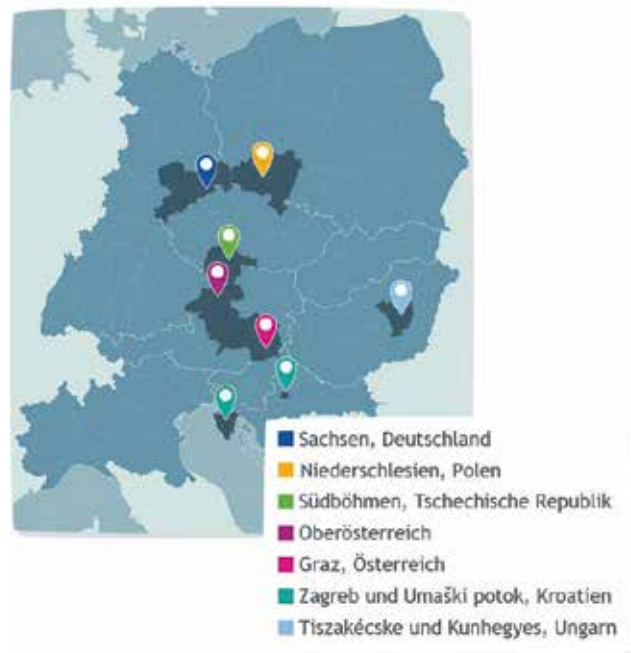 Sachsen, Deutschland
Niederschlesien, Polen
Südböhmen, Tschechische Republik
Oberösterreich
Graz, Österreich
Zagreb und Umaški potok, Kroatien
Tiszakécske und Kunhegyes, Ungarn